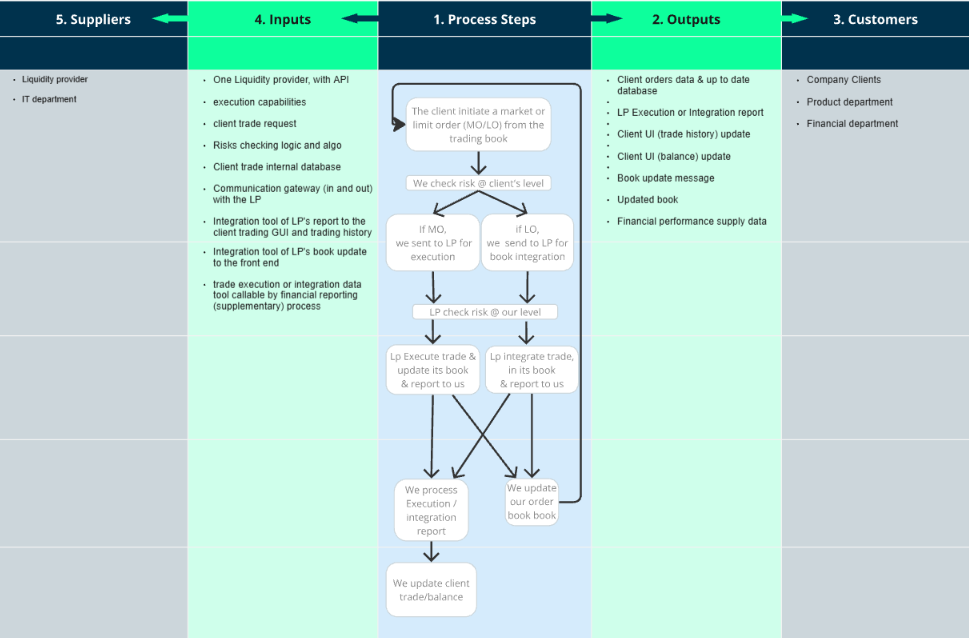 5. Suppliers
4. Inputs
1. Process Steps
2. Outputs
3. Customers
Liquidity provider
IT department
One Liquidity provider, with API
execution capabilities
client trade request
Risks checking logic and algo
Client trade internal database
Communication gateway (in and out)
with the LP
Integration tool of LP's report to the
client trading GUI and trading history
Integration tool of LP's book update
to the front end
trade execution or integration data
tool callable by financial reporting
(supplementary) process
The client initiate a market or
limit order (MO/LO) from the
trading book
We check risk @ client's level
If MO,
we sent to LP for
execution
if LO,
we send to LP for
book integration
LP check risk @ our level
Lp Execute trade &
update its book
& report to us
Lp integrate trade,
in its book
& report to us
We process
Execution /
integration
report
We update
our order
book book
We update client
trade/balance
Client orders data & up to date
database
LP Execution or Integration report
Client UI (trade history) update
Client UI (balance) update
Book update message
Updated book
Financial performance supply data
Company Clients
Product department
Financial department